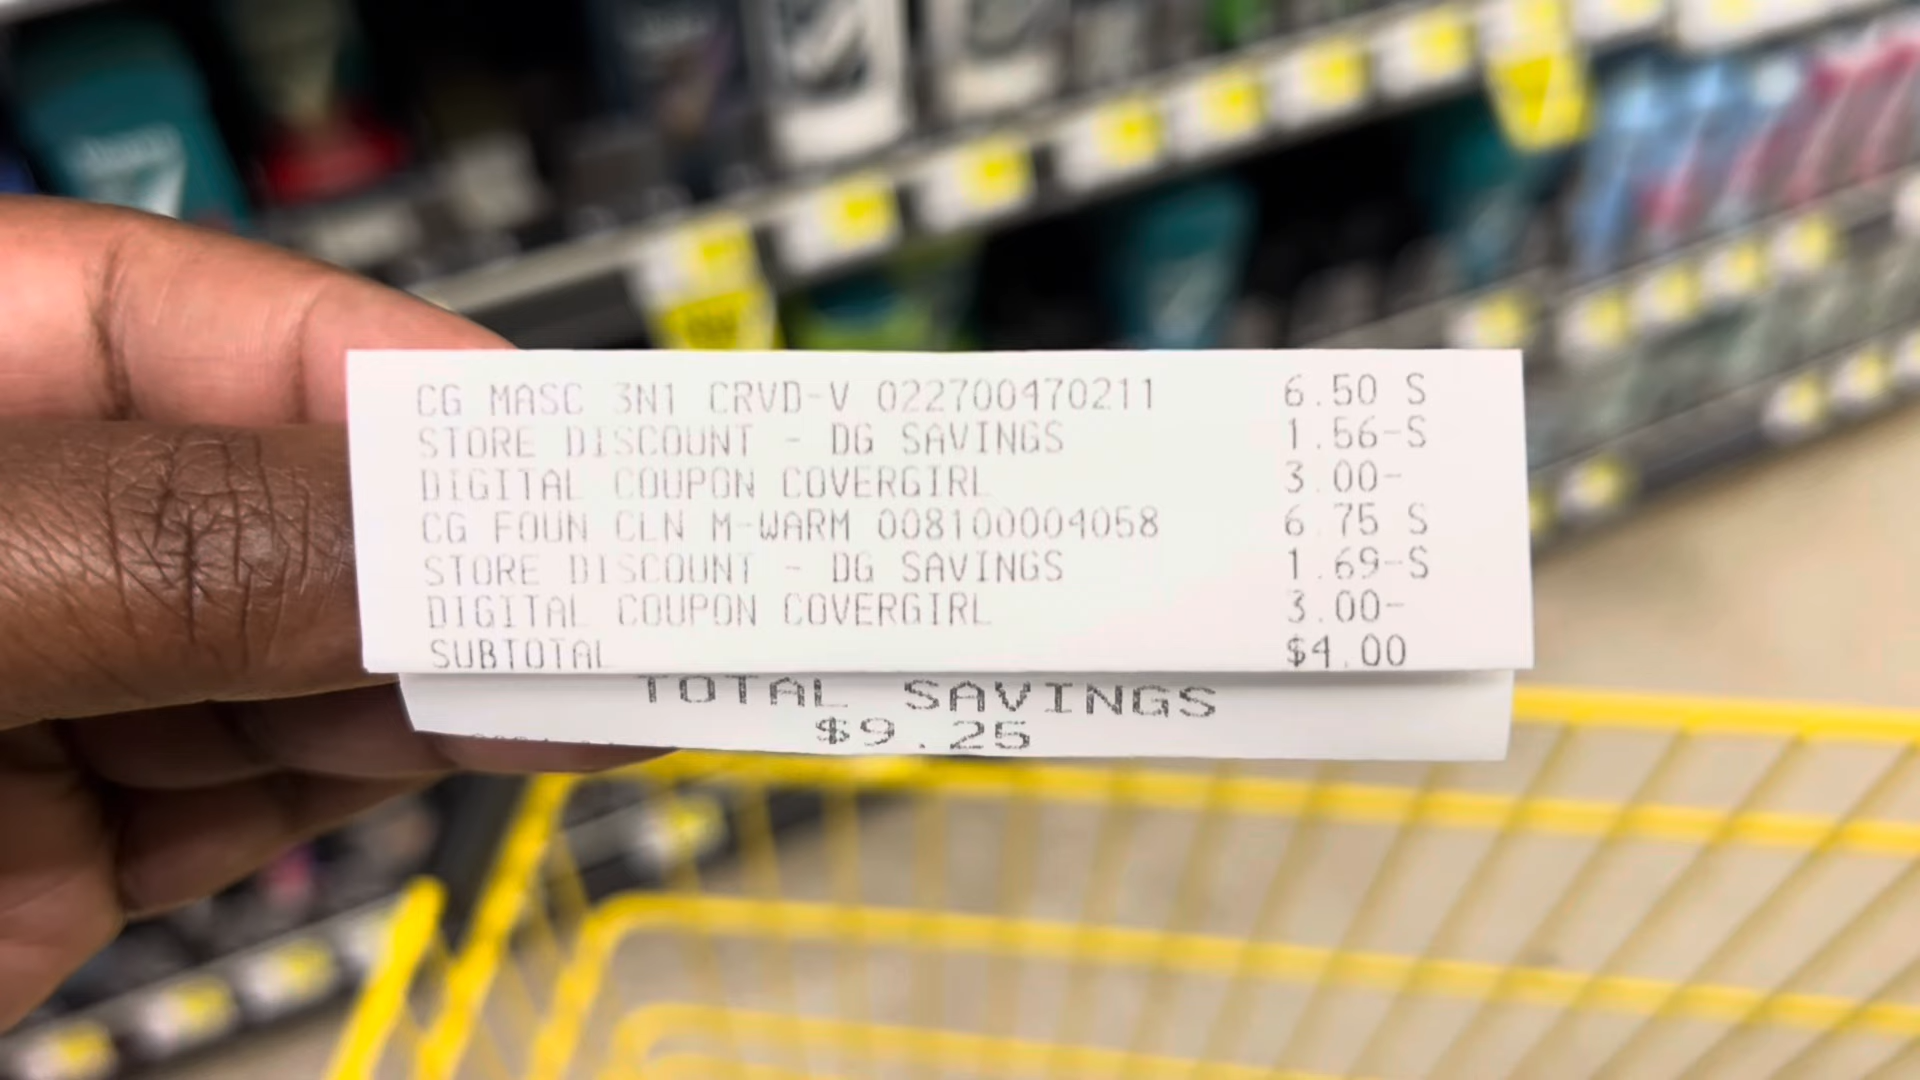 CG MASC 3N1 CRVD-V 022700470211 6.50 S
STORE DISCOUNT - DG SAVINGS 1.56-S
DIGITAL COUPON COVERGIRL 3.00-
CG FOUN CLN M-WARM 008100004058 6.75 S
STORE DISCOUNT - DG SAVINGS 1.69-S
DIGITAL COUPON COVERGIRL 3.00-
SUBTOTAL $4.00
TOTAL SAVINGS
$9.25